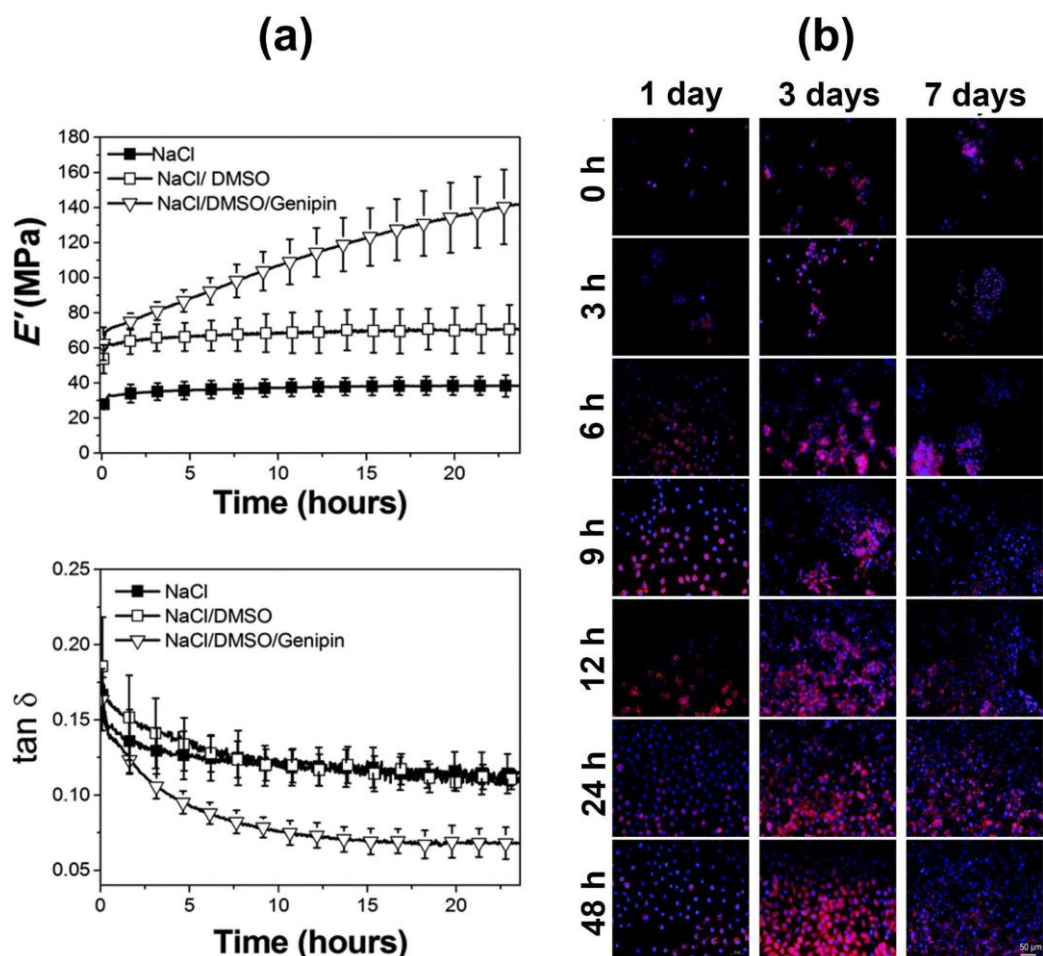 (a)
180
160
140
120
100
80
60
40
20
0
E' (MPa)
NaCl
NaCl/ DMSO
NaCl/DMSO/Genipin
0 5 10 15 20
Time (hours)
0.25
0.20
0.15
0.10
0.05
tan δ
NaCl
NaCl/DMSO
NaCl/DMSO/Genipin
0 5 10 15 20
Time (hours)
(b)
1 day 3 days 7 days
0 h
3 h
6 h
9 h
12 h
24 h
48 h
50 µm